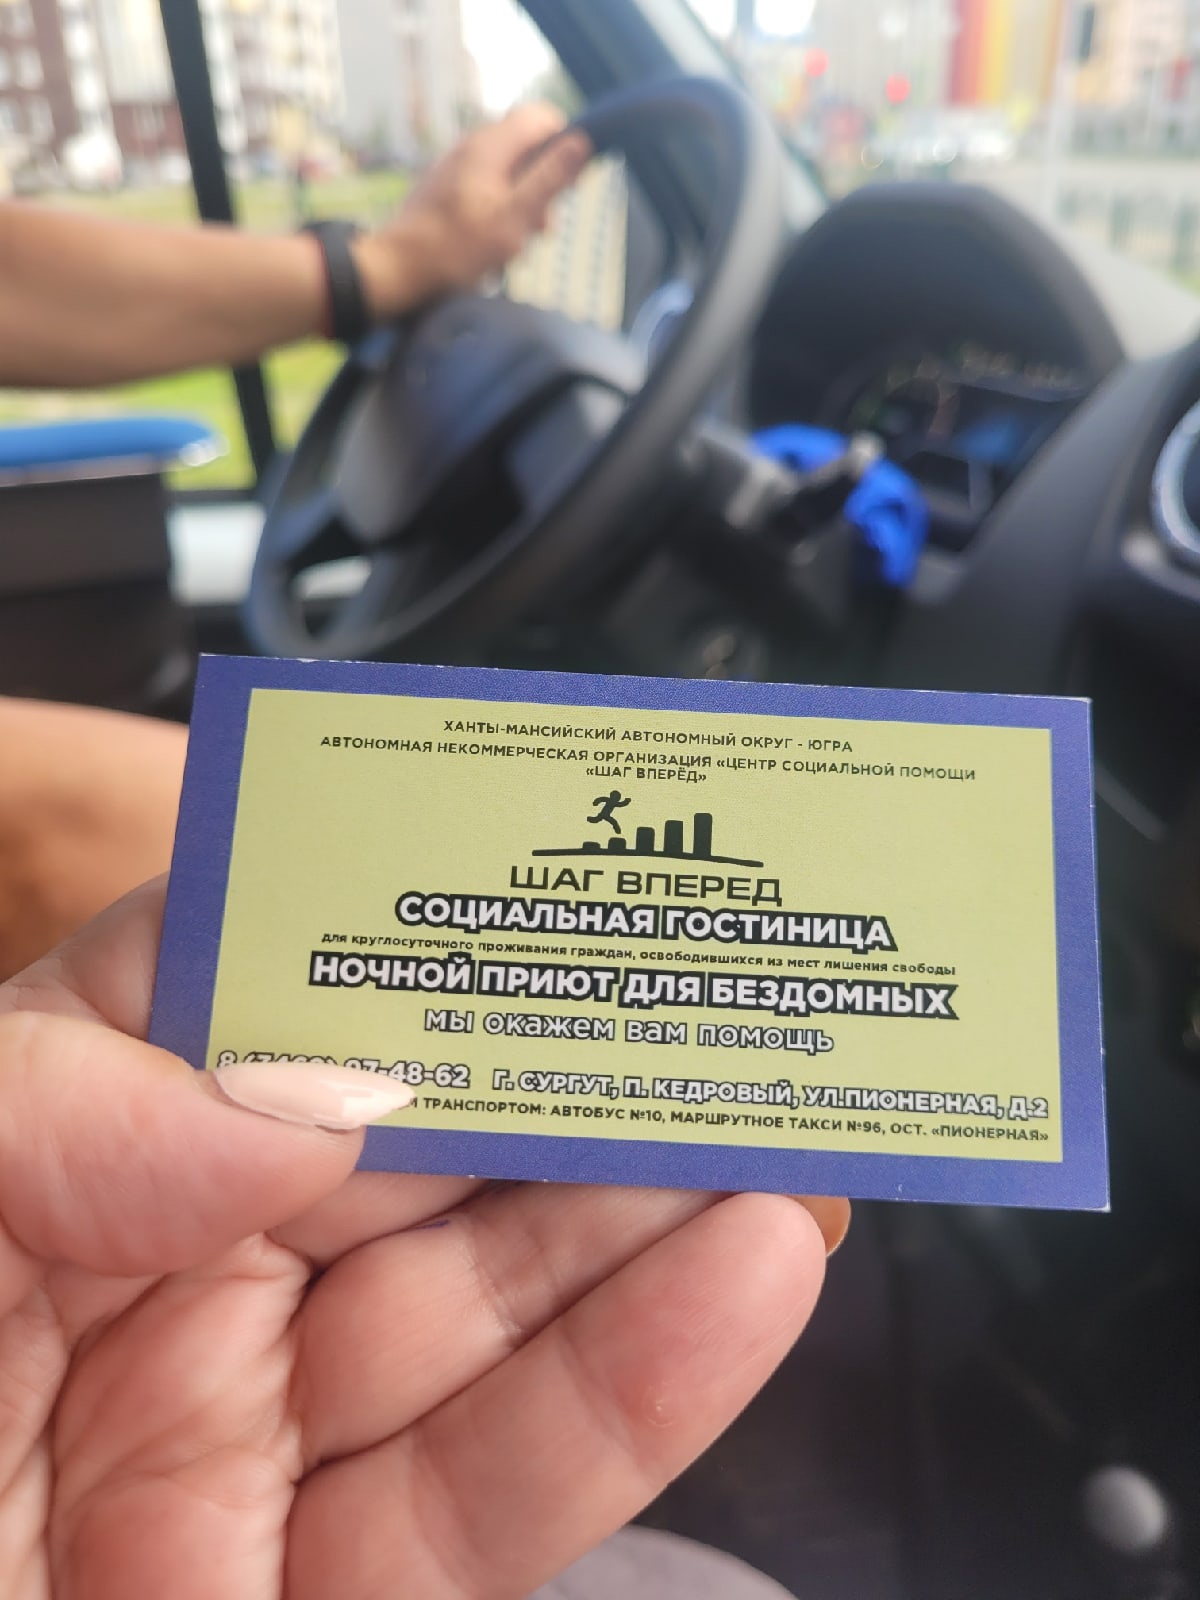 ХАНТЫ-МАНСИЙСКИЙ АВТОНОМНЫЙ ОКРУГ - ЮГРА
АВТОНОМНАЯ НЕКОММЕРЧЕСКАЯ ОРГАНИЗАЦИЯ «ЦЕНТР СОЦИАЛЬНОЙ ПОМОЩИ
«ШАГ ВПЕРЁД»
ШАГ ВПЕРЕД
СОЦИАЛЬНАЯ ГОСТИНИЦА
для круглосуточного проживания граждан, освободившихся из мест лишения свободы
НОЧНОЙ ПРИЮТ ДЛЯ БЕЗДОМНЫХ
мы окажем вам помощь
-48-62 Г. СУРГУТ, П. КЕДРОВЫЙ, УЛ.ПИОНЕРНАЯ, Д.2
ТРАНСПОРТОМ: АВТОБУС №10, МАРШРУТНОЕ ТАКСИ №96, ОСТ. «ПИОНЕРНАЯ»